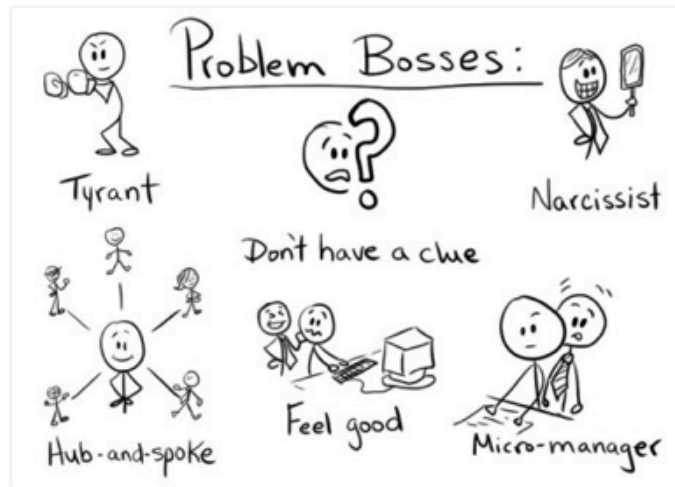 Problem Bosses:
Tyrant
?
Narcissist
Don't have a clue
Hub-and-spoke
Feel good
Micro-manager